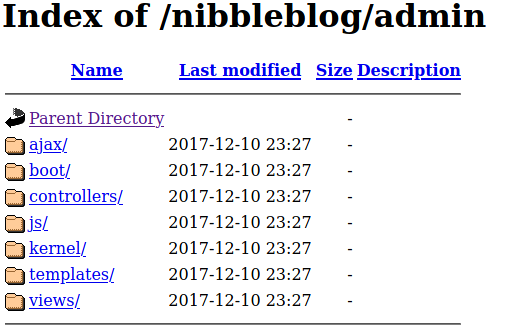 Index of /nibbleblog/admin
Name Last modified Size Description
Parent Directory -
ajax/ 2017-12-10 23:27 -
boot/ 2017-12-10 23:27 -
controllers/ 2017-12-10 23:27 -
js/ 2017-12-10 23:27 -
kernel/ 2017-12-10 23:27 -
templates/ 2017-12-10 23:27 -
views/ 2017-12-10 23:27 -